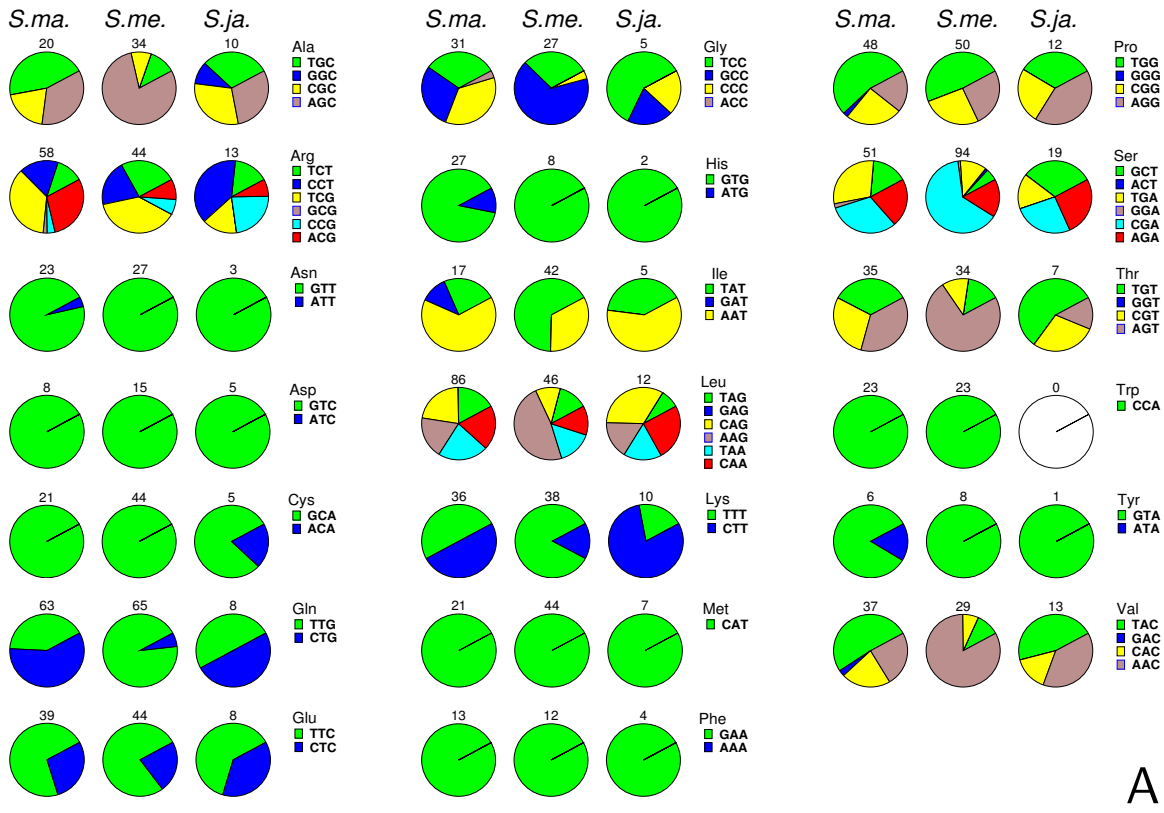 S.ma. S.me. S.ja.
20 34 10
Ala
TGC
GGC
CGC
AGC
58 44 13
Arg
TCT
CCT
TCG
GCG
CCG
ACG
23 27 3
Asn
GTT
ATT
8 15 5
Asp
GTC
ATC
21 44 5
Cys
GCA
ACA
63 65 8
Gln
TTG
CTG
39 44 8
Glu
TTC
CTC
S.ma. S.me. S.ja.
31 27 5
Gly
TCC
GCC
CCC
ACC
27 8 2
His
GTG
ATG
17 42 5
Ile
TAT
GAT
AAT
86 46 12
Leu
TAG
GAG
CAG
AAG
TAA
CAA
36 38 10
Lys
TTT
CTT
21 44 7
Met
CAT
13 12 4
Phe
GAA
AAA
S.ma. S.me. S.ja.
48 50 12
Pro
TGG
GGG
CGG
AGG
51 94 19
Ser
GCT
ACT
TGA
GGA
CGA
AGA
35 34 7
Thr
TGT
GGT
CGT
AGT
23 23 0
Trp
CCA
6 8 1
Tyr
GTA
ATA
37 29 13
Val
TAC
GAC
CAC
AAC
A